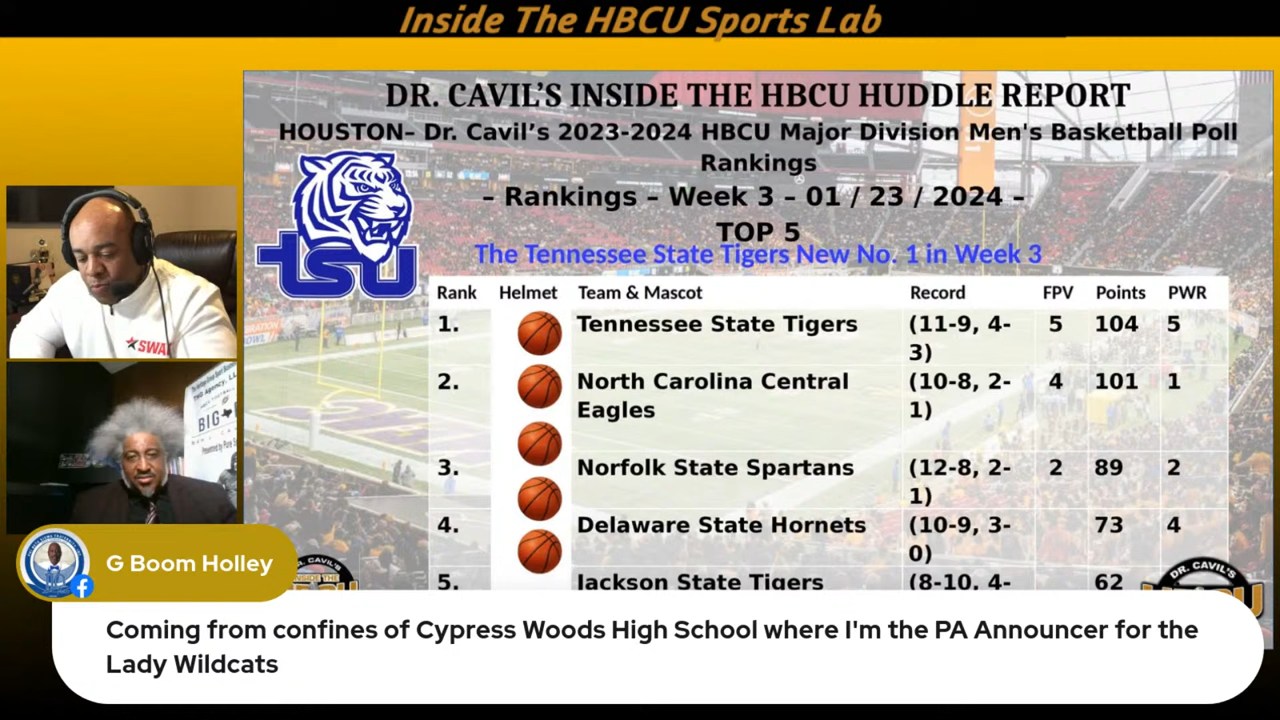 Inside The HBCU Sports Lab
DR. CAVIL'S INSIDE THE HBCU HUDDLE REPORT
HOUSTON– Dr. Cavil's 2023-2024 HBCU Major Division Men's Basketball Poll
Rankings
– Rankings – Week 3 – 01 / 23 / 2024 –
TOP 5
The Tennessee State Tigers New No. 1 in Week 3
tsu
Rank Helmet Team & Mascot Record FPV Points PWR
1. Tennessee State Tigers (11-9, 4-
3) 5 104 5
2. North Carolina Central
Eagles (10-8, 2-
1) 4 101 1
3. Norfolk State Spartans (12-8, 2-
1) 2 89 2
4. Delaware State Hornets (10-9, 3-
0) 73 4
5. Jackson State Tigers (8-10, 4- 62
SWA
BIG
DR. CAVIL'S
INSIDE THE
G Boom Holley
Coming from confines of Cypress Woods High School where I'm the PA Announcer for the
Lady Wildcats